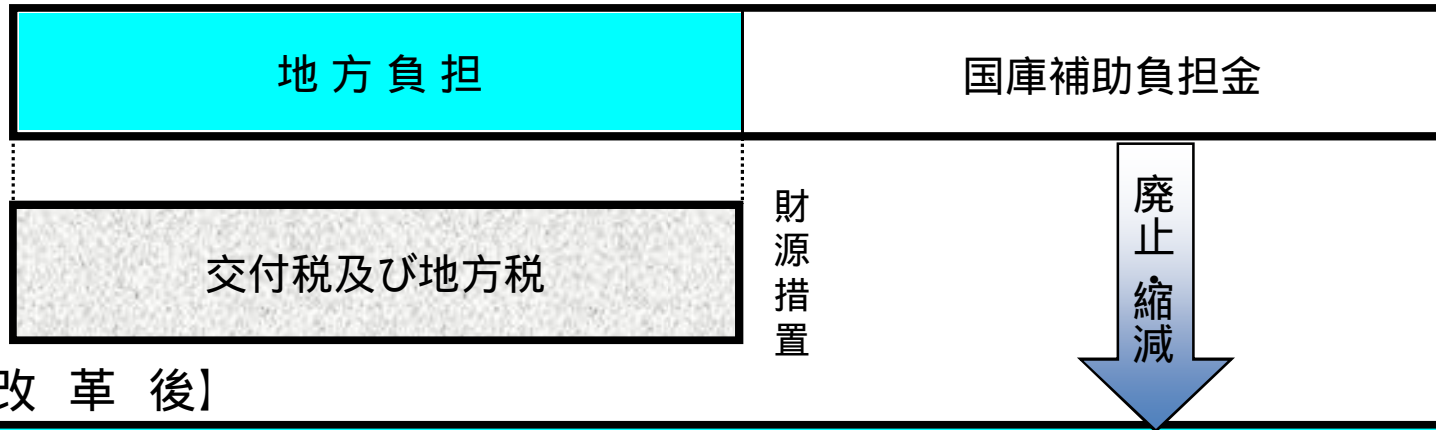 地方負担
国庫補助負担金
交付税及び地方税
財源措置
廃止・縮減
改革後】